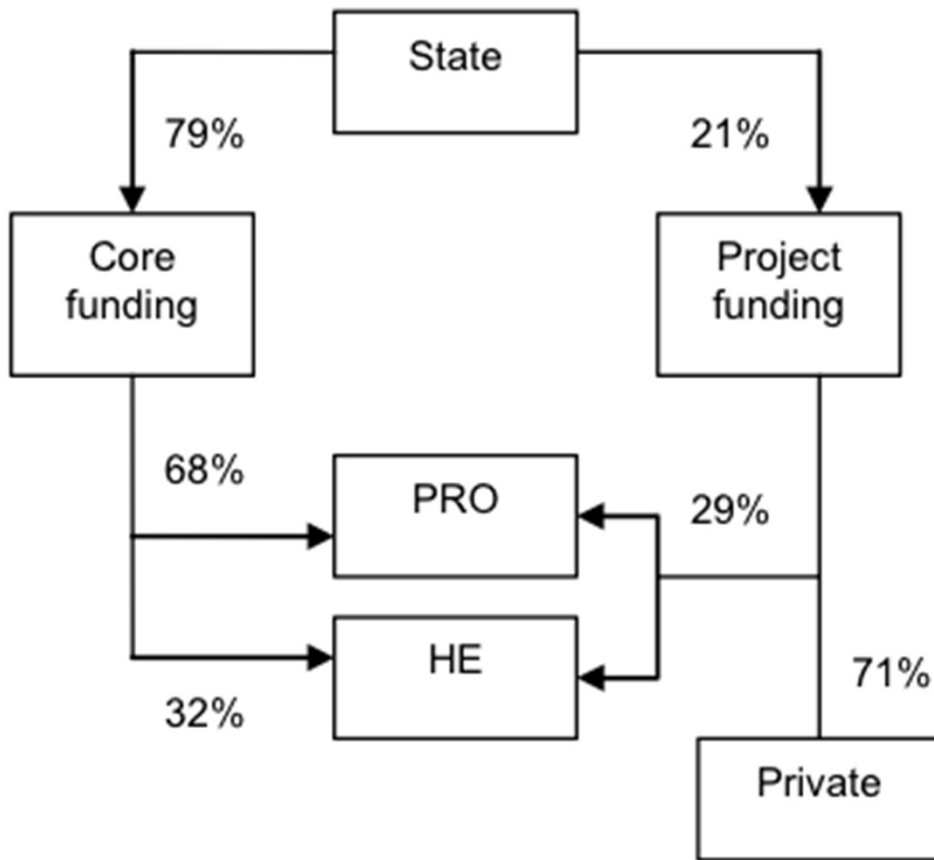 State
79%
21%
Core
funding
Project
funding
68%
PRO
29%
HE
32%
71%
Private